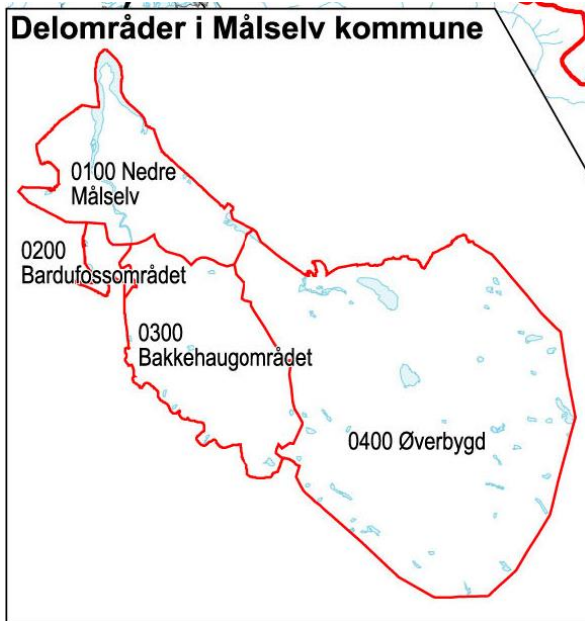 Delområder i Målselv kommune
0100 Nedre
Målselv
0200
Bardufossområdet
0300
Bakkehaugområdet
0400 Øverbygd